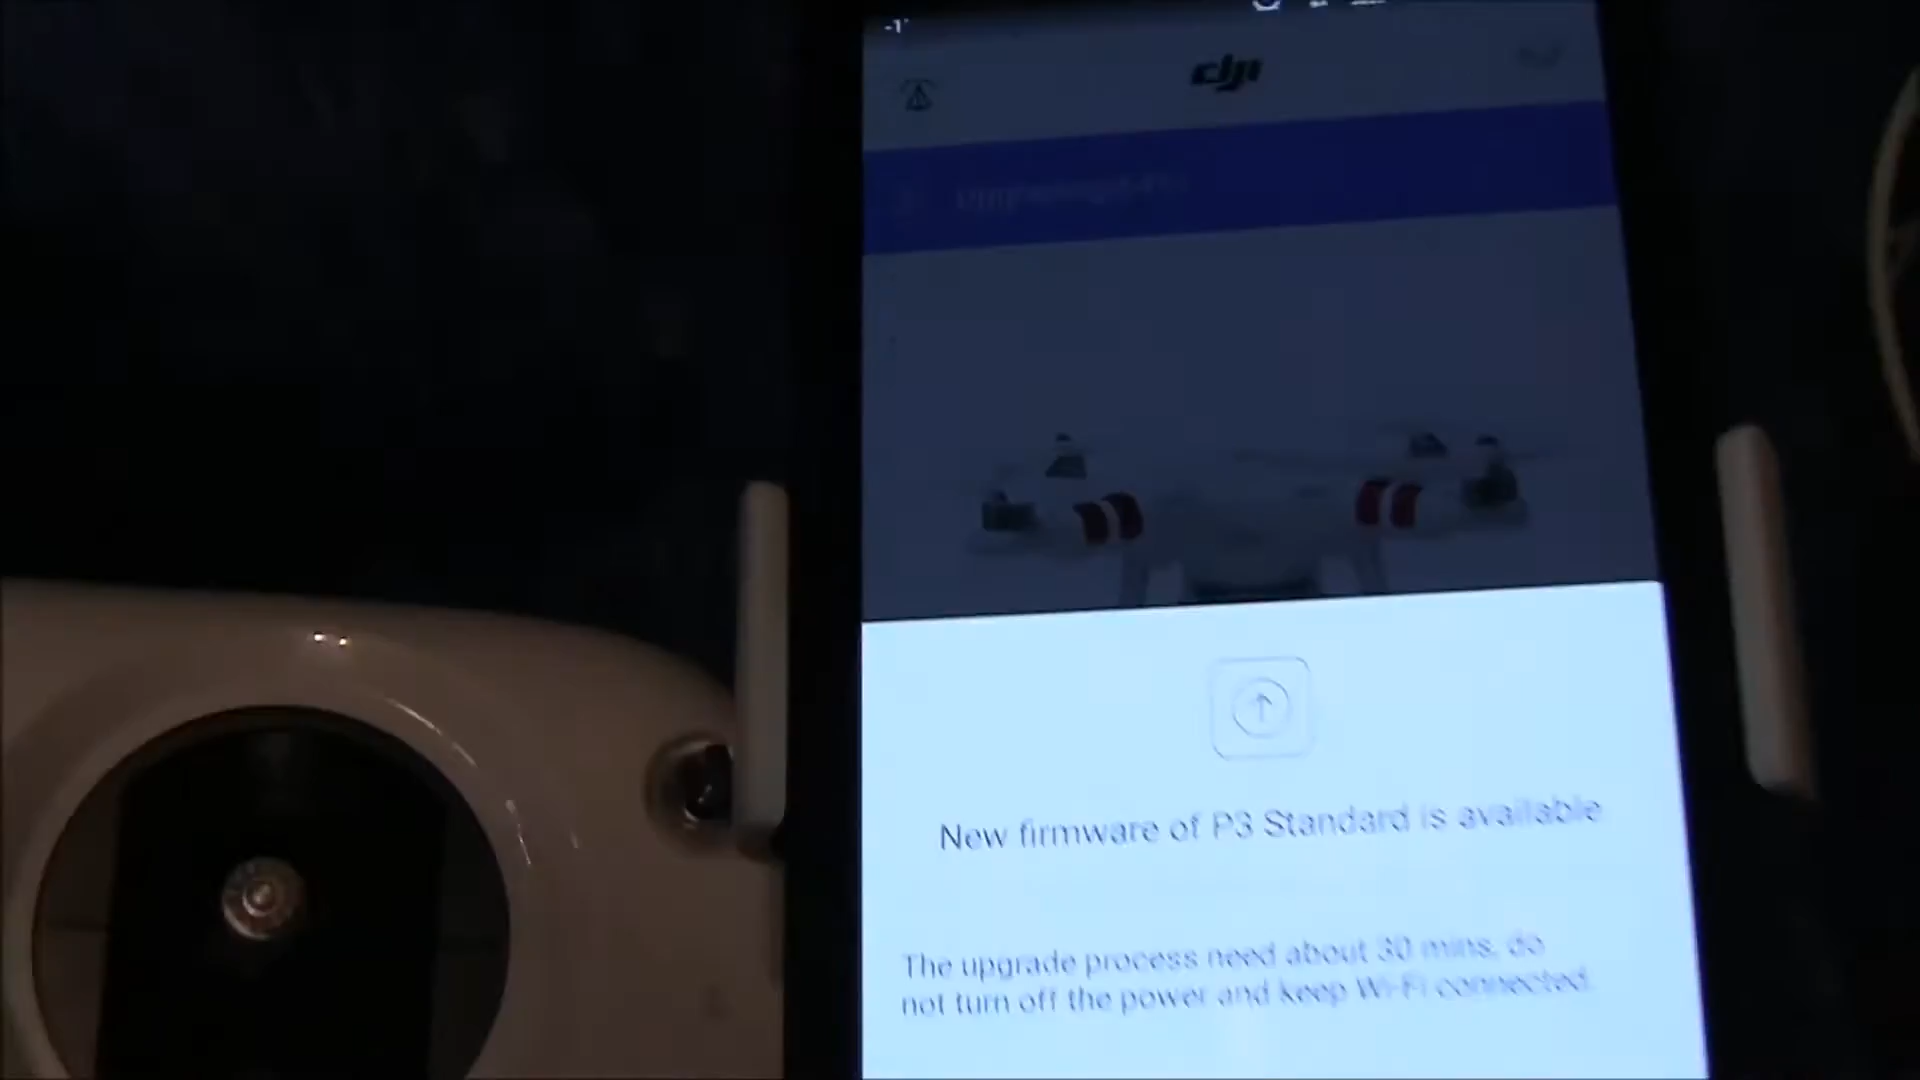 dji
New firmware of P3 Standard is available
The upgrade process need about 30 mins, do
not turn off the power and keep Wi-Fi connected.